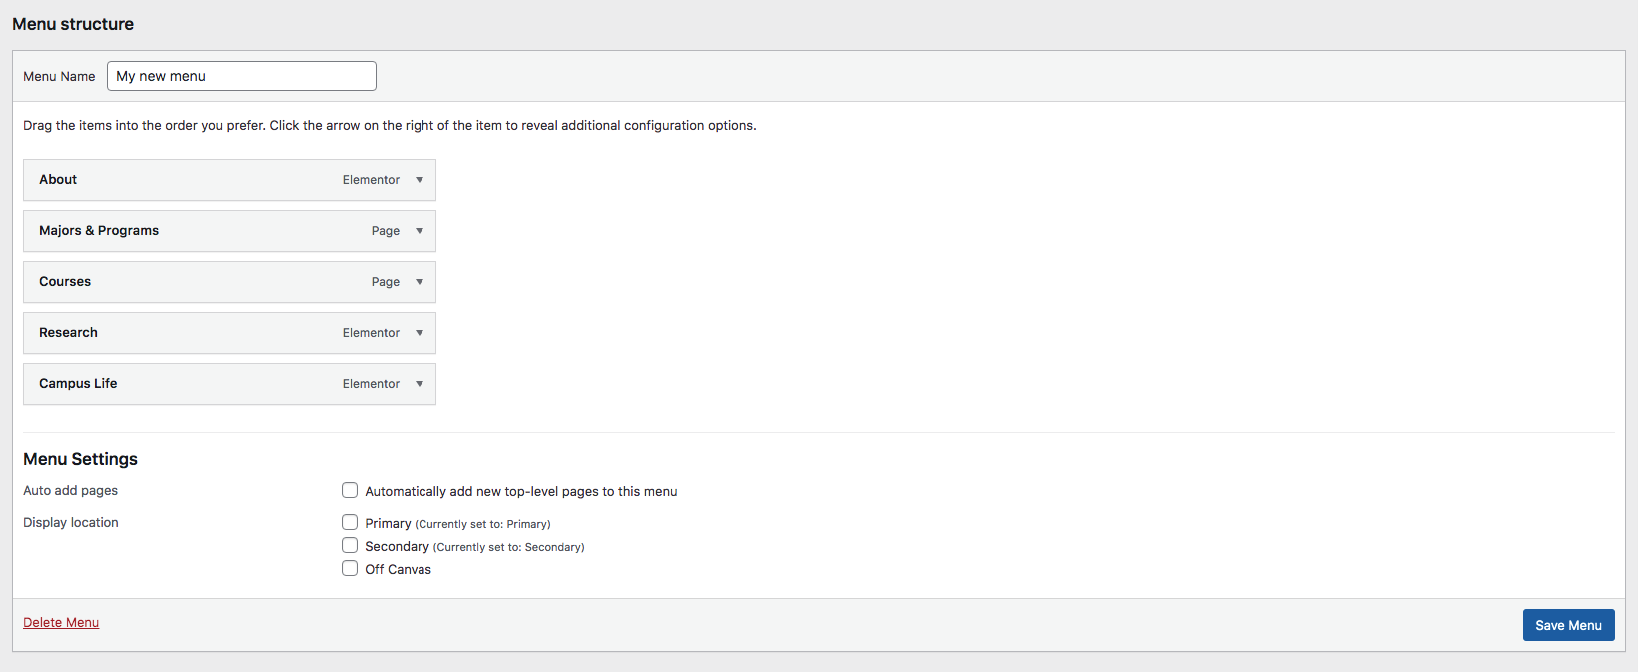 Menu structure
Menu Name My new menu
Drag the items into the order you prefer. Click the arrow on the right of the item to reveal additional configuration options.
About Elementor
Majors & Programs Page
Courses Page
Research Elementor
Campus Life Elementor
Menu Settings
Auto add pages Automatically add new top-level pages to this menu
Display location Primary (Currently set to: Primary)
Secondary (Currently set to: Secondary)
Off Canvas
Delete Menu Save Menu